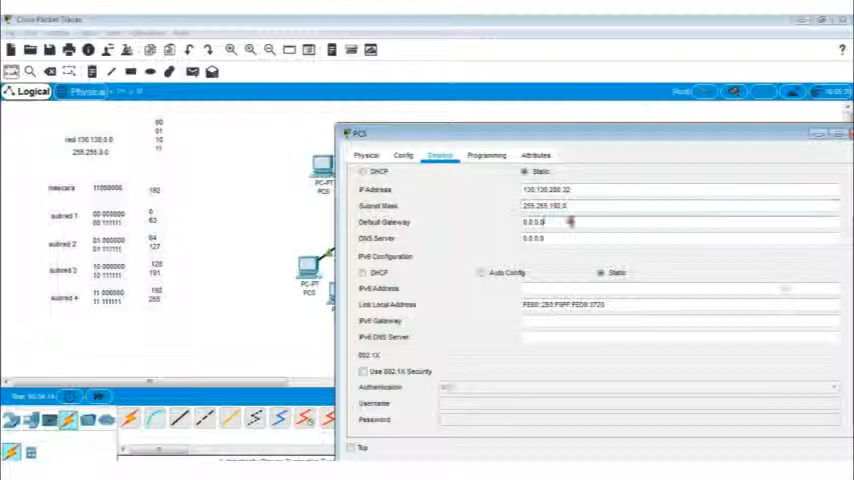 Cisco Packet Tracer
Logical
Physical
[Root]
00
01
10
11
red 130.130.0.0
255.255.0.0
mascara 11000000 192
subred 1 00 000000 0
00 111111 63
subred 2 01 000000 64
01 111111 127
subred 3 10 000000 128
10 111111 191
subred 4 11 000000 192
11 111111 255
PC-PT
PC5
PC-PT
PC5
PC5
Physical Config Desktop Programming Attributes
DHCP Static
IP Address 130.130.200.32
Subnet Mask 255.255.192.0
Default Gateway 0.0.0.0
DNS Server 0.0.0.0
IPv6 Configuration
DHCP Auto Config Static
IPv6 Address
Link Local Address
IPv6 Gateway
IPv6 DNS Server
802.1X
Use 802.1X Security
Authentication
Username
Password
Top
Time: